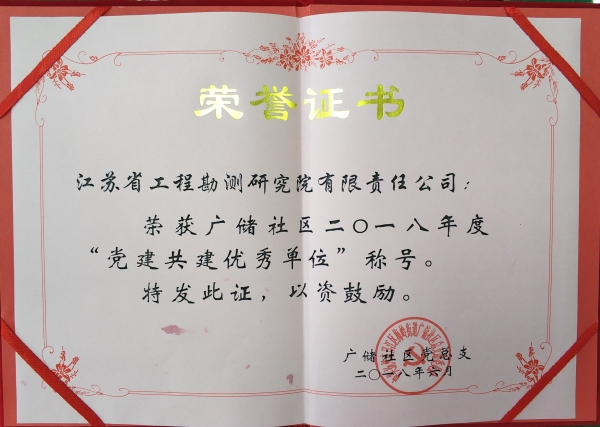 荣誉证书
江苏省工程勘测研究院有限责任公司：
荣获广储社区二〇一八年度
“党建共建优秀单位”称号。
特发此证，以资鼓励。
广储社区党总支
二〇一八年六月